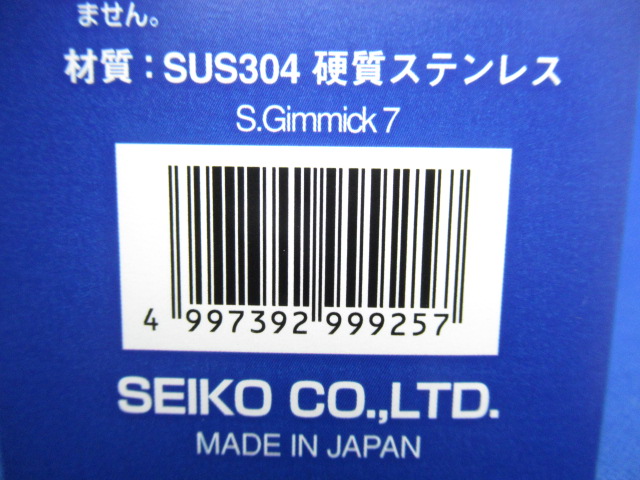 ません。
材質：SUS304 硬質ステンレス
S.Gimmick 7
4 997392 999257
SEIKO CO.,LTD.
MADE IN JAPAN